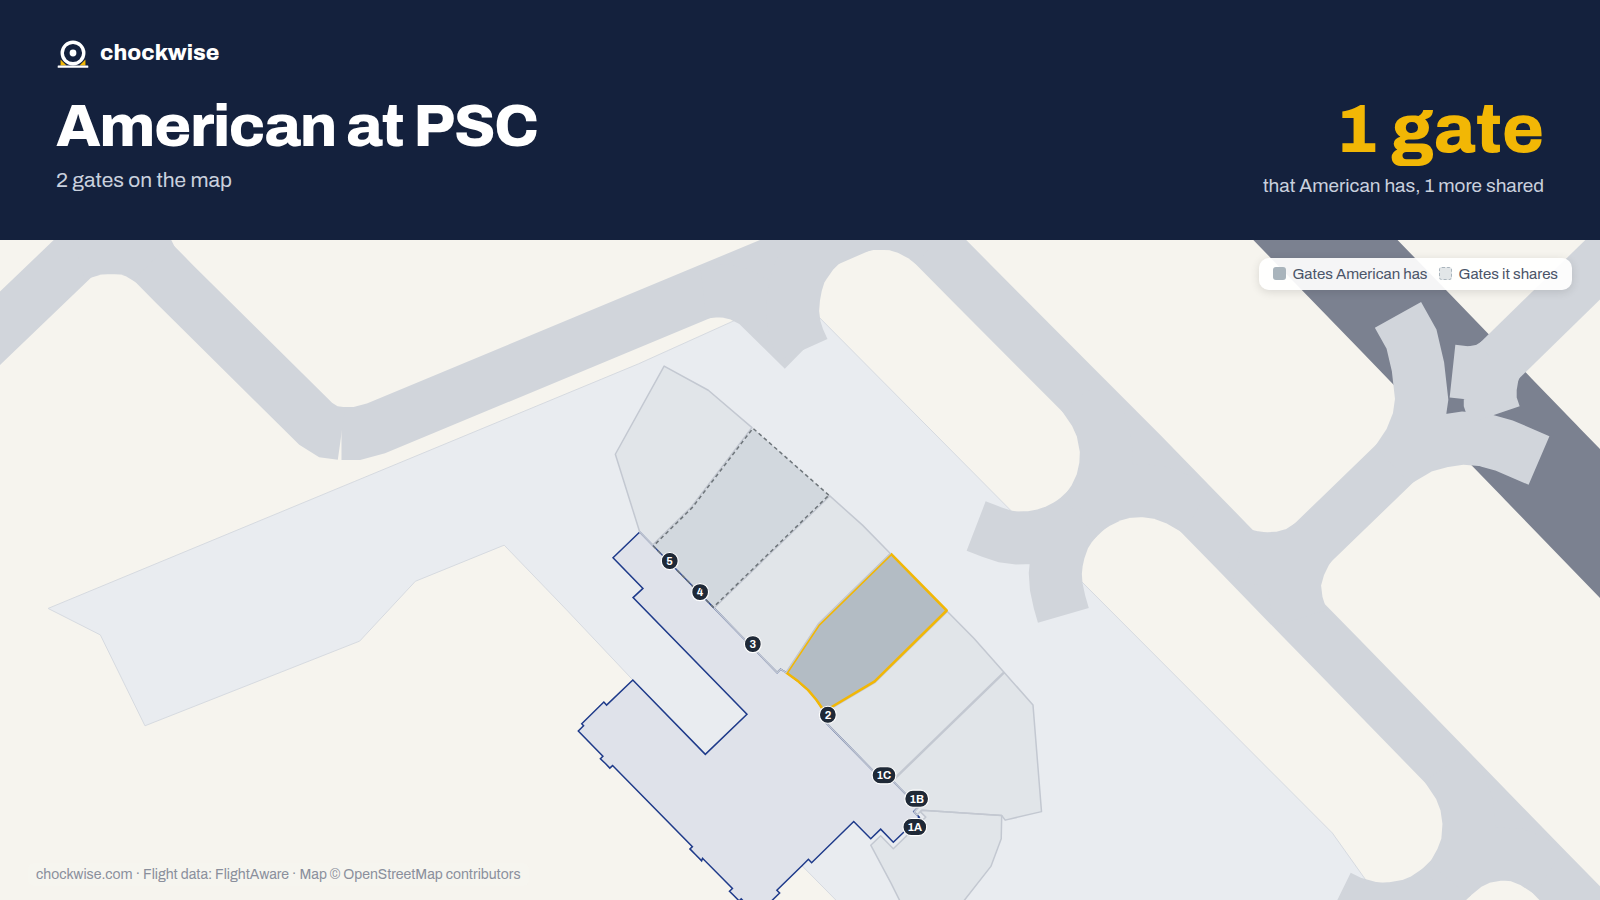 chockwise
American at PSC
2 gates on the map
1 gate
that American has, 1 more shared
Gates American has
Gates it shares
5
4
3
2
1C
1B
1A
chockwise.com · Flight data: FlightAware · Map © OpenStreetMap contributors